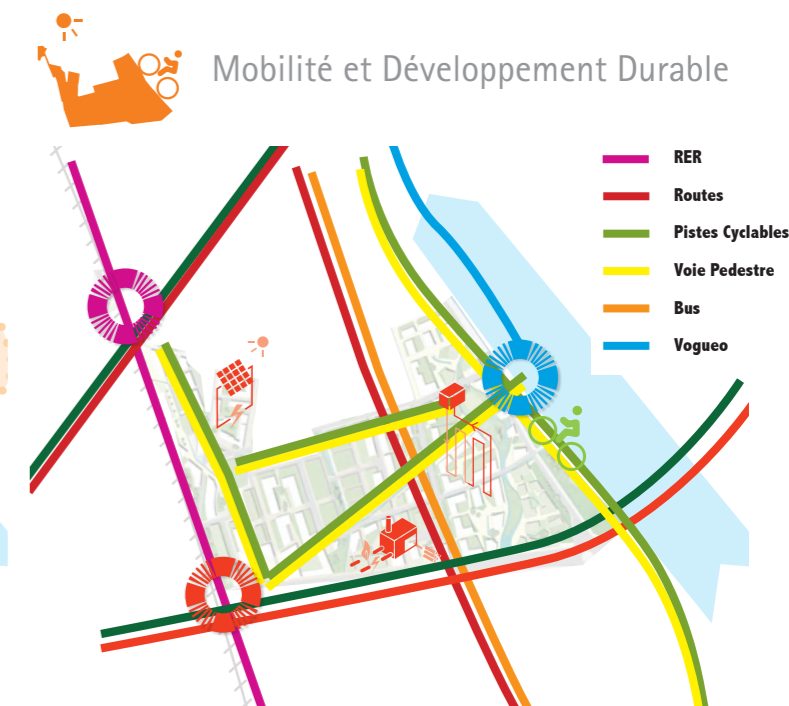 Mobilité et Développement Durable
RER
Routes
Pistes Cyclables
Voie Pedestre
Bus
Vogueo